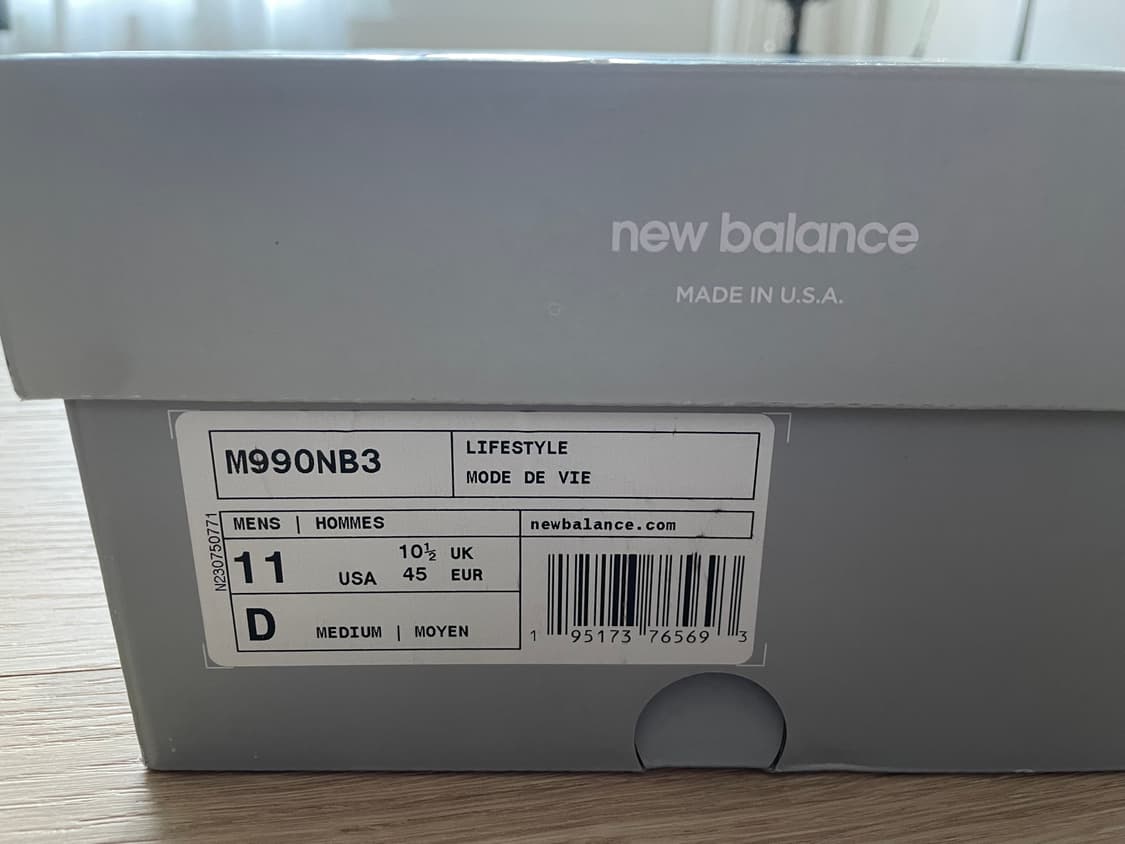 new balance
MADE IN U.S.A.
M990NB3
LIFESTYLE
MODE DE VIE
N230750771
MENS | HOMMES
newbalance.com
11 USA
10½ UK
45 EUR
D MEDIUM | MOYEN
1 95173 76569 3